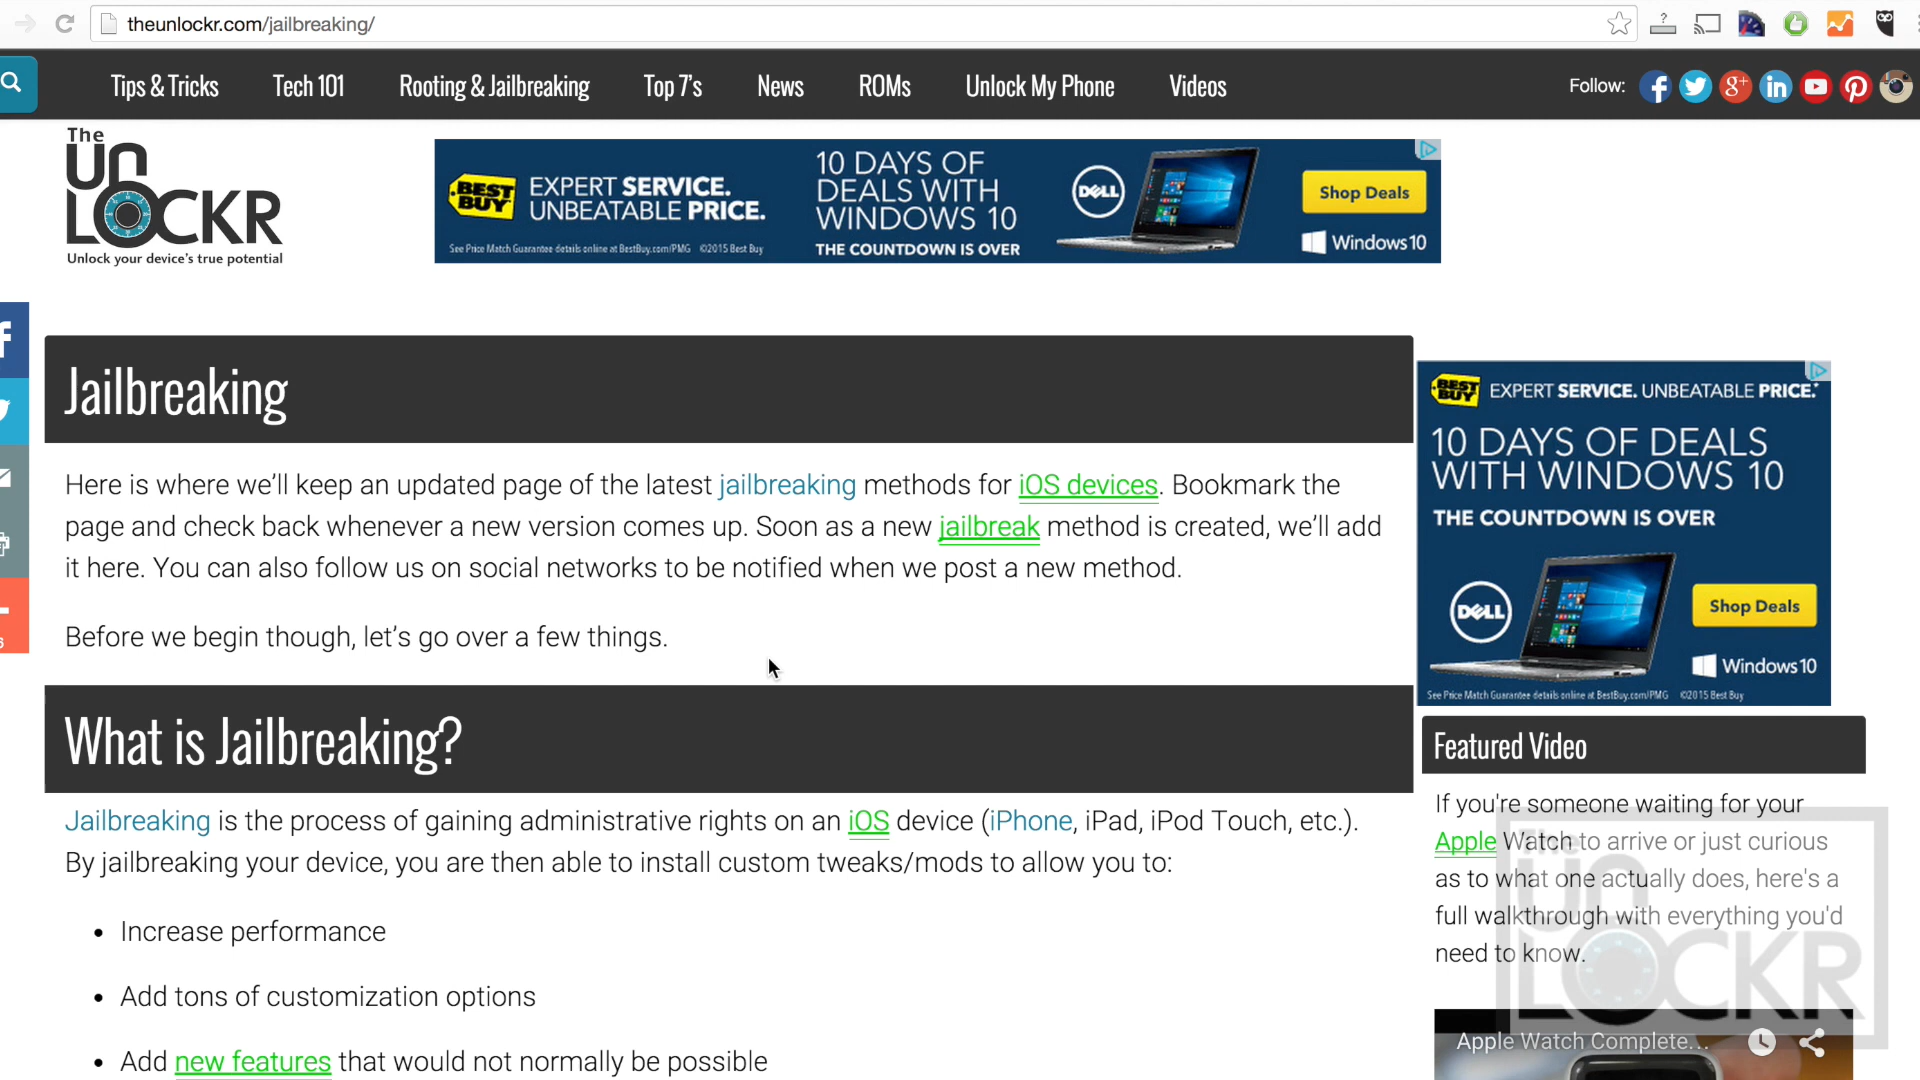 theunlockr.com/jailbreaking/
Tips & Tricks Tech 101 Rooting & Jailbreaking Top 7's News ROMs Unlock My Phone Videos Follow:
The
UN
LOCKR
Unlock your device's true potential
BEST BUY
EXPERT SERVICE.
UNBEATABLE PRICE.
See Price Match Guarantee details online at BestBuy.com/PMG ©2015 Best Buy
10 DAYS OF
DEALS WITH
WINDOWS 10
THE COUNTDOWN IS OVER
DELL
Shop Deals
Windows 10
Jailbreaking
Here is where we'll keep an updated page of the latest jailbreaking methods for iOS devices. Bookmark the
page and check back whenever a new version comes up. Soon as a new jailbreak method is created, we'll add
it here. You can also follow us on social networks to be notified when we post a new method.
Before we begin though, let's go over a few things.
What is Jailbreaking?
Jailbreaking is the process of gaining administrative rights on an iOS device (iPhone, iPad, iPod Touch, etc.).
By jailbreaking your device, you are then able to install custom tweaks/mods to allow you to:
• Increase performance
• Add tons of customization options
• Add new features that would not normally be possible
BEST BUY
EXPERT SERVICE. UNBEATABLE PRICE.*
10 DAYS OF DEALS
WITH WINDOWS 10
THE COUNTDOWN IS OVER
DELL
Shop Deals
Windows 10
See Price Match Guarantee details online at BestBuy.com/PMG ©2015 Best Buy
Featured Video
If you're someone waiting for your
Apple Watch to arrive or just curious
as to what one actually does, here's a
full walkthrough with everything you'd
need to know.
Apple Watch Complete...
The
UN
LOCKR